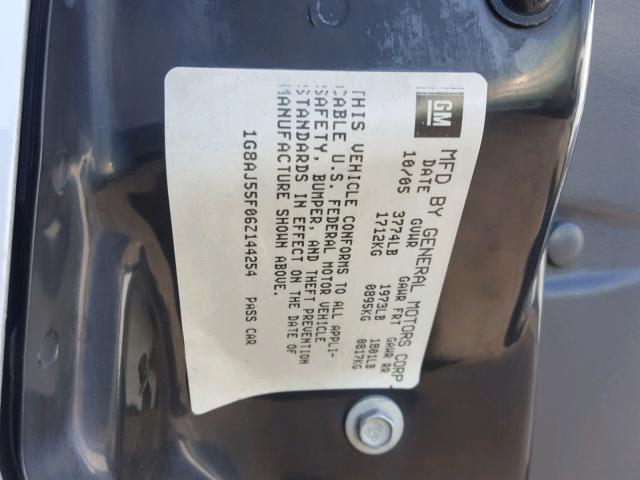 GM
MFD BY GENERAL MOTORS CORP
DATE GVWR GAWR FRT GAWR RR
10/05 3774LB 1973LB 1801LB
1712KG 0895KG 0817KG
THIS VEHICLE CONFORMS TO ALL APPLI-
CABLE U.S. FEDERAL MOTOR VEHICLE
SAFETY, BUMPER, AND THEFT PREVENTION
STANDARDS IN EFFECT ON THE DATE OF
MANUFACTURE SHOWN ABOVE.
1G8AJ55F06Z144254 PASS CAR